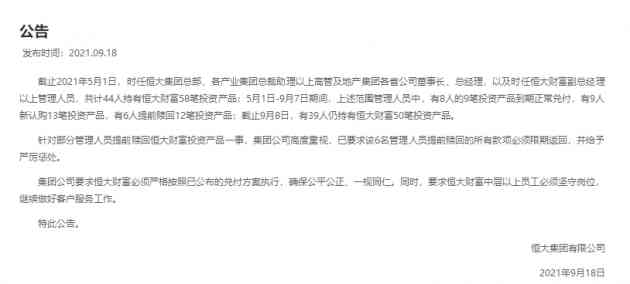 公告
发布时间：2021.09.18
截止2021年5月1日，时任恒大集团总部、各产业集团总裁助理以上高管及地产集团各省公司董事长、总经理，以及时任恒大财富副总经理
以上管理人员，共计44人持有恒大财富58笔投资产品；5月1日-9月7日期间，上述范围管理人员中，有8人的9笔投资产品到期正常兑付，有9人
新认购13笔投资产品，有6人提前赎回12笔投资产品；截止9月8日，有39人仍持有恒大财富50笔投资产品。
针对部分管理人员提前赎回恒大财富投资产品一事，集团公司高度重视，已要求该6名管理人员提前赎回的所有款项必须限期返回，并给予
严厉惩处。
集团公司要求恒大财富必须严格按照已公布的兑付方案执行，确保公平公正、一视同仁。同时，要求恒大财富中层以上员工必须坚守岗位，
继续做好客户服务工作。
特此公告。
恒大集团有限公司
2021年9月18日